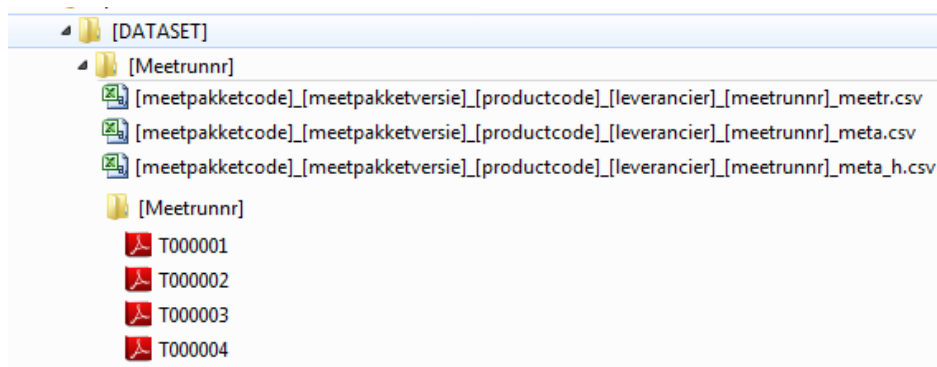 [DATASET]
[Meetrunnr]
[meetpakketcode]_[meetpakketversie]_[productcode]_[leverancier]_[meetrunnr]_meetr.csv
[meetpakketcode]_[meetpakketversie]_[productcode]_[leverancier]_[meetrunnr]_meta.csv
[meetpakketcode]_[meetpakketversie]_[productcode]_[leverancier]_[meetrunnr]_meta_h.csv
[Meetrunnr]
T000001
T000002
T000003
T000004